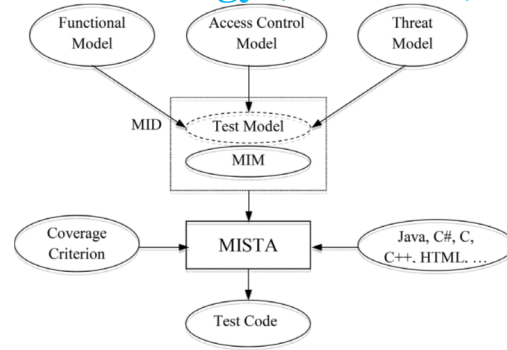 Functional
Model
Access Control
Model
Threat
Model
MID
Test Model
MIM
Coverage
Criterion
MISTA
Java, C#, C,
C++. HTML. ...
Test Code